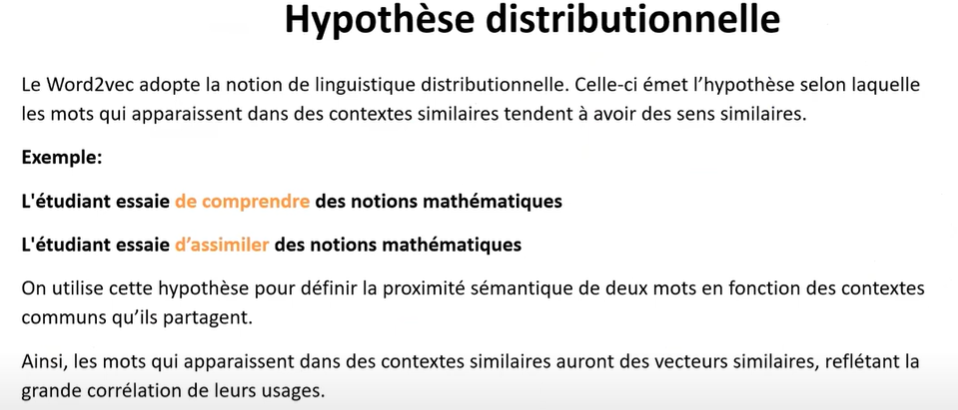 Hypothèse distributionnelle
Le Word2vec adopte la notion de linguistique distributionnelle. Celle-ci émet l’hypothèse selon laquelle
les mots qui apparaissent dans des contextes similaires tendent à avoir des sens similaires.
Exemple:
L'étudiant essaie de comprendre des notions mathématiques
L'étudiant essaie d’assimiler des notions mathématiques
On utilise cette hypothèse pour définir la proximité sémantique de deux mots en fonction des contextes
communs qu’ils partagent.
Ainsi, les mots qui apparaissent dans des contextes similaires auront des vecteurs similaires, reflétant la
grande corrélation de leurs usages.